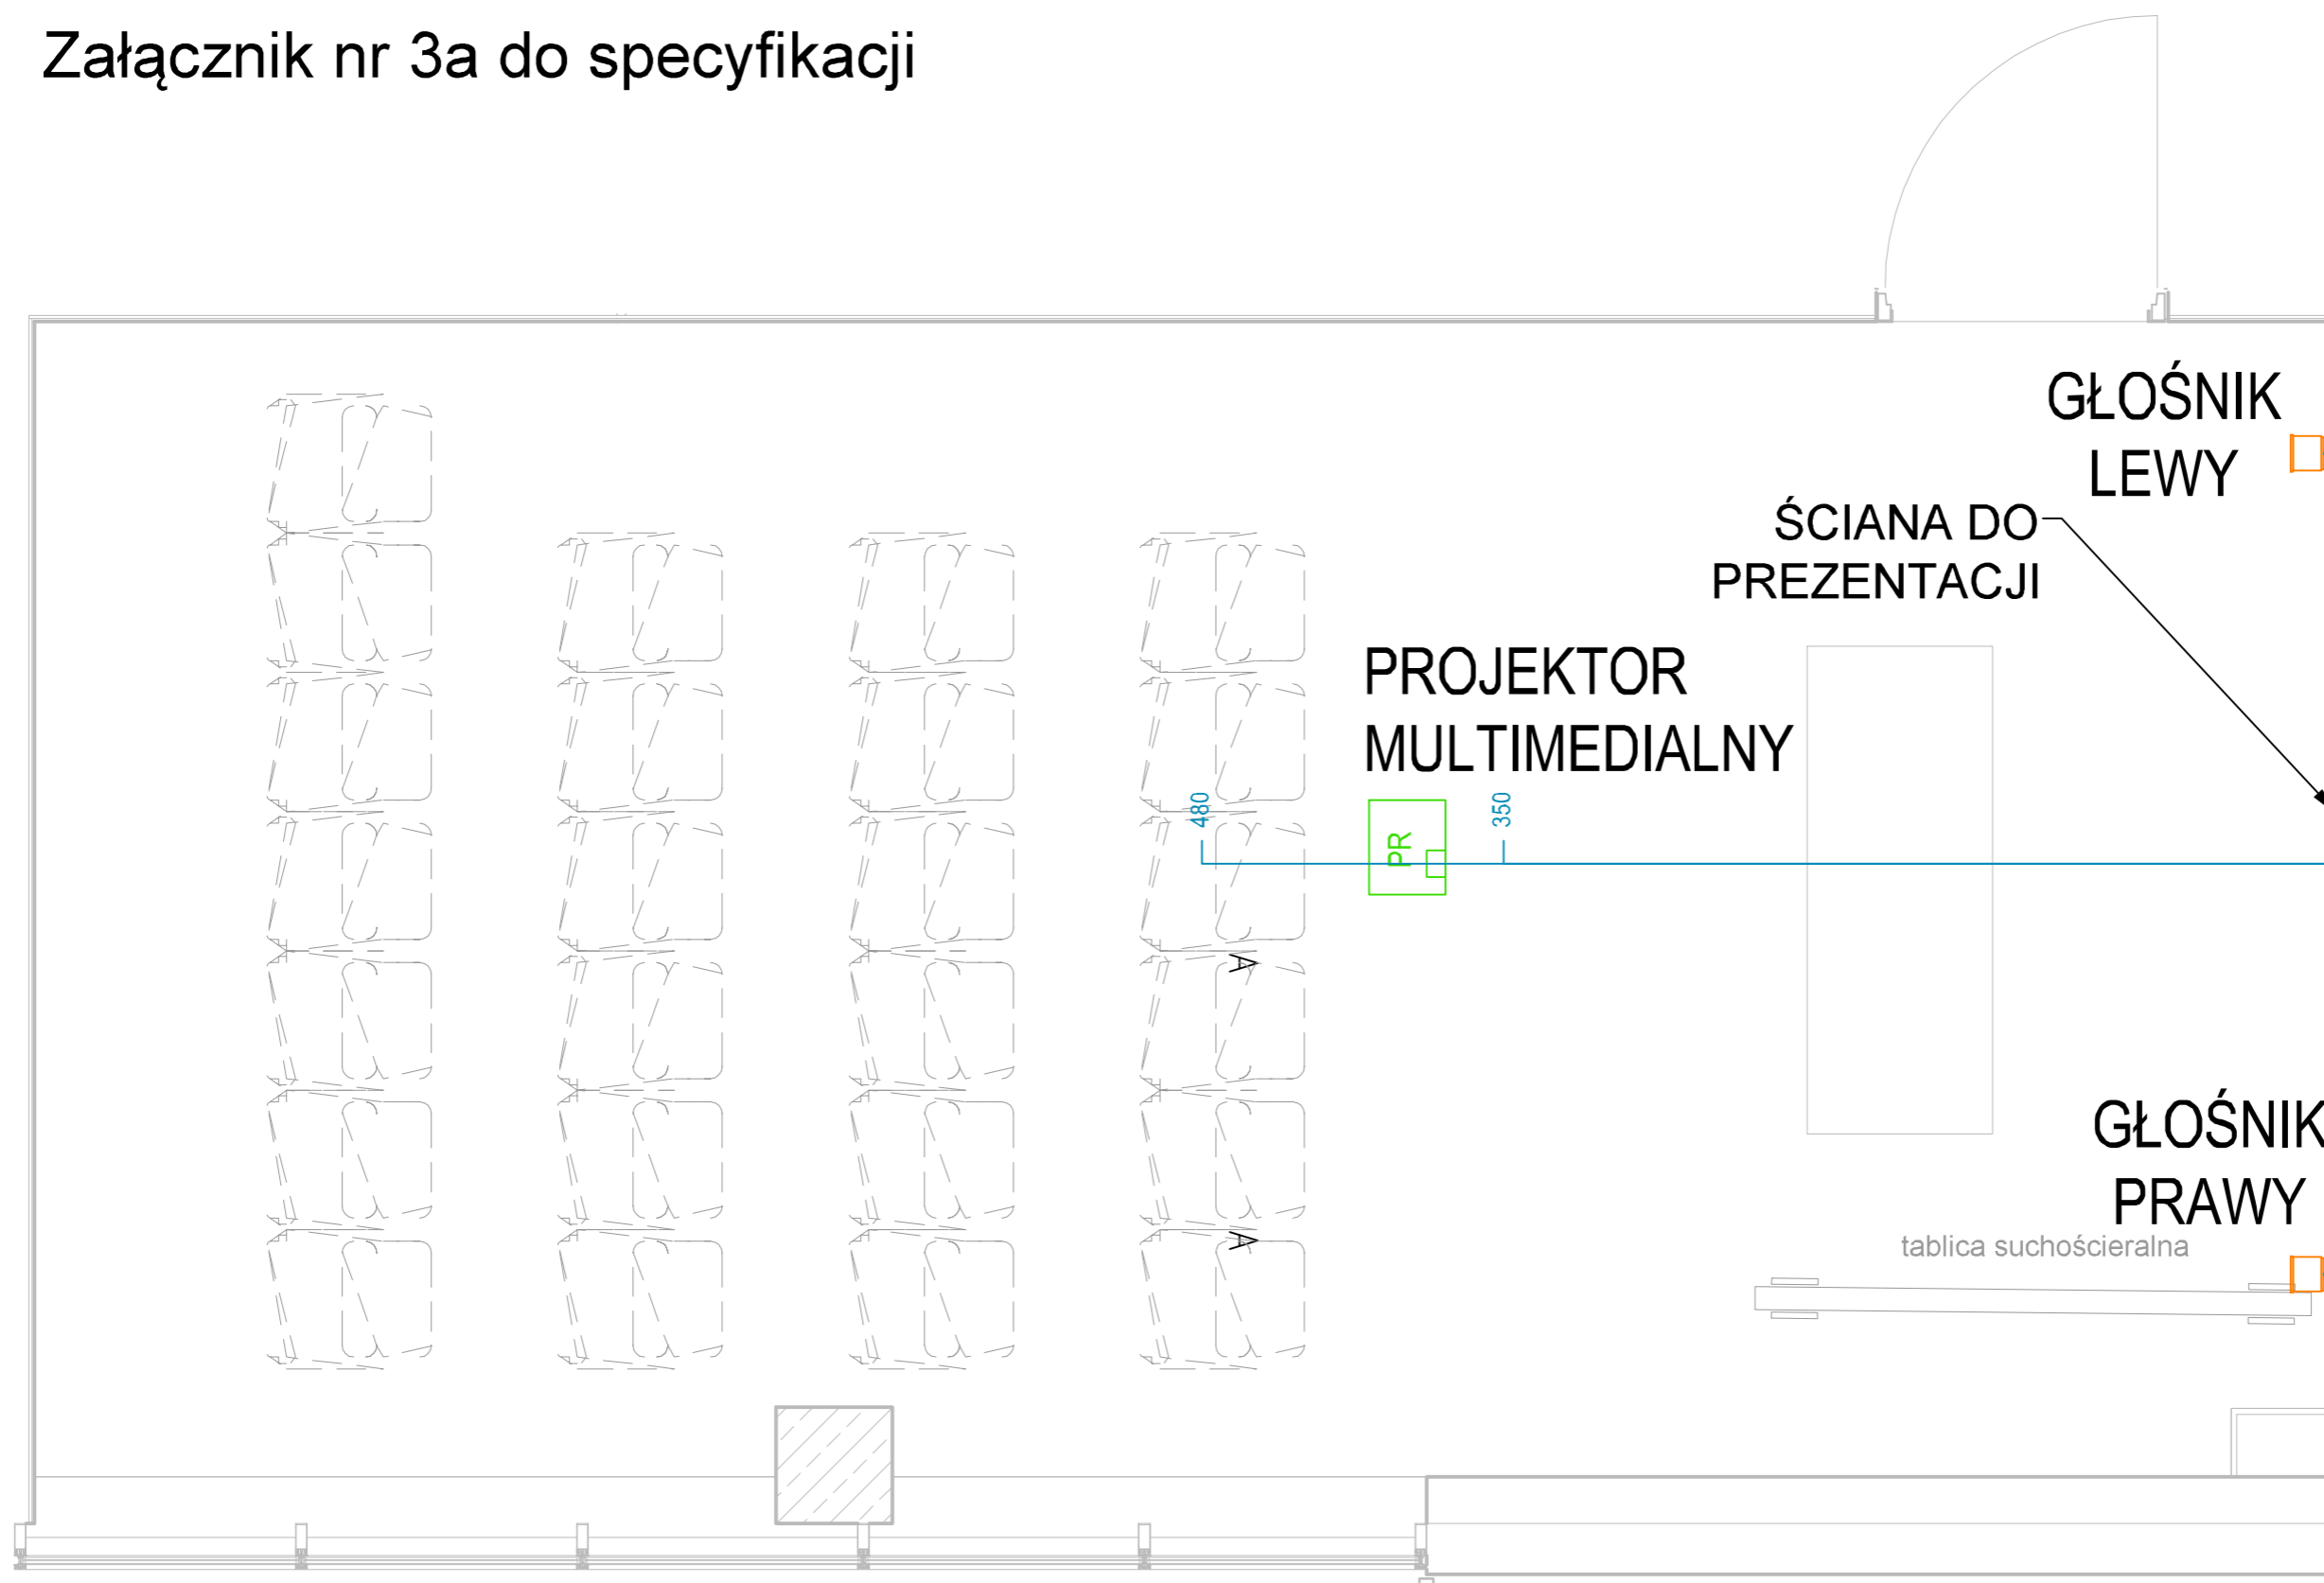 Załącznik nr 3a do specyfikacji
GŁOŚNIK
LEWY
ŚCIANA DO
PREZENTACJI
PROJEKTOR
MULTIMEDIALNY
480
350
PR
A
A
GŁOŚNIK
PRAWY
tablica suchościeralna